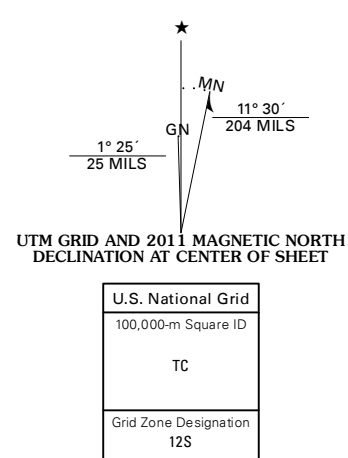 ★
MN
GN
11° 30´
204 MILS
1° 25´
25 MILS
UTM GRID AND 2011 MAGNETIC NORTH
DECLINATION AT CENTER OF SHEET
U.S. National Grid
100,000-m Square ID
TC
Grid Zone Designation
12S